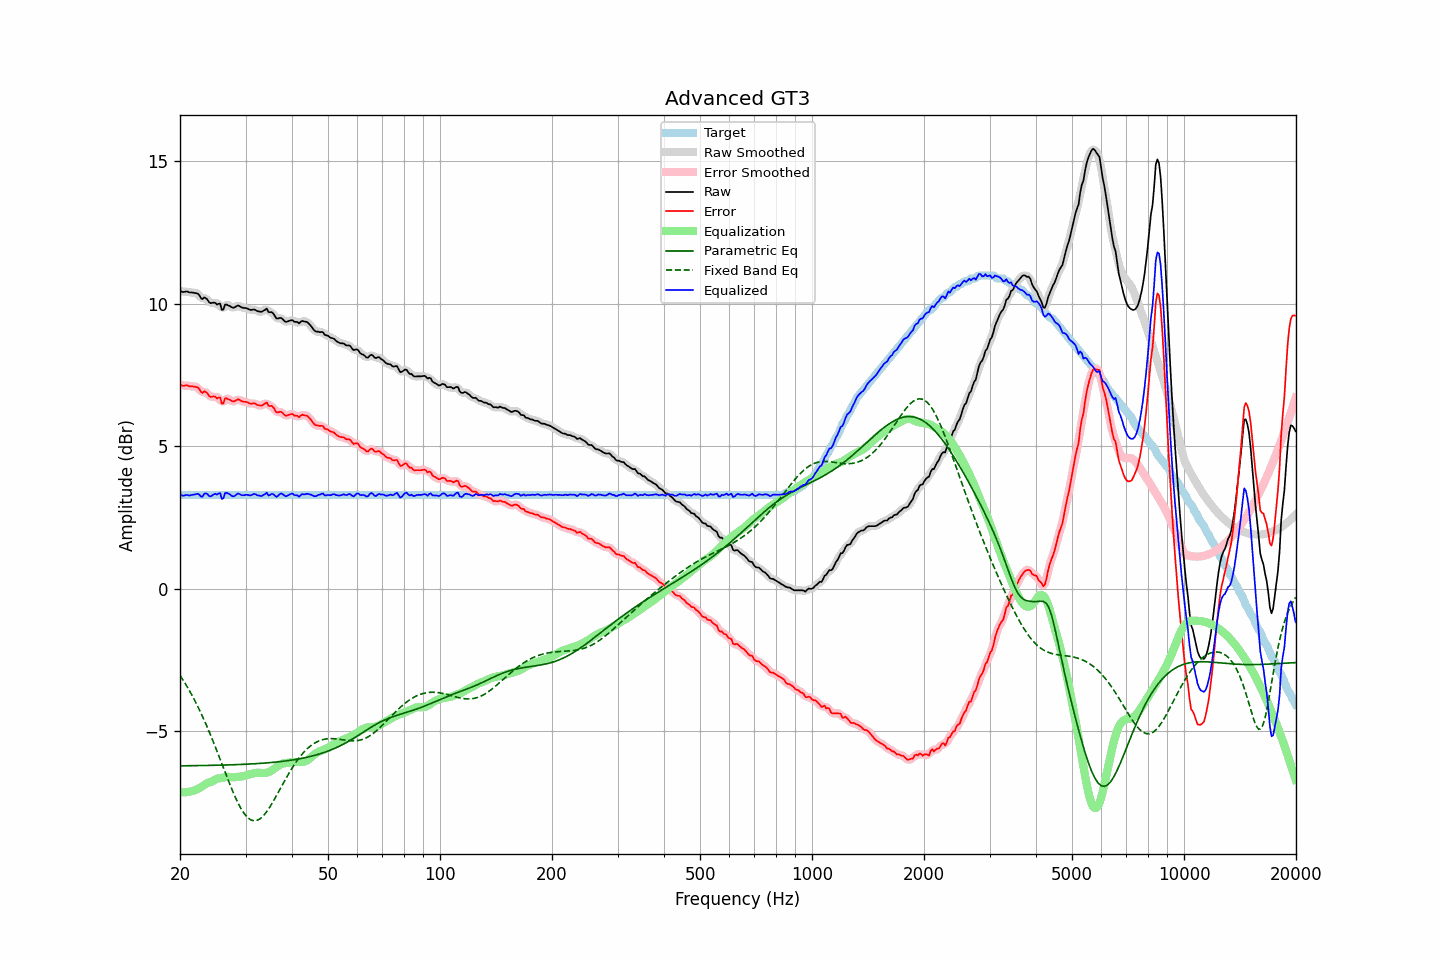 Advanced GT3
Target
Raw Smoothed
Error Smoothed
Raw
Error
Equalization
Parametric Eq
Fixed Band Eq
Equalized
15
10
5
0
−5
Amplitude (dBr)
20
50
100
200
500
1000
2000
5000
10000
20000
Frequency (Hz)